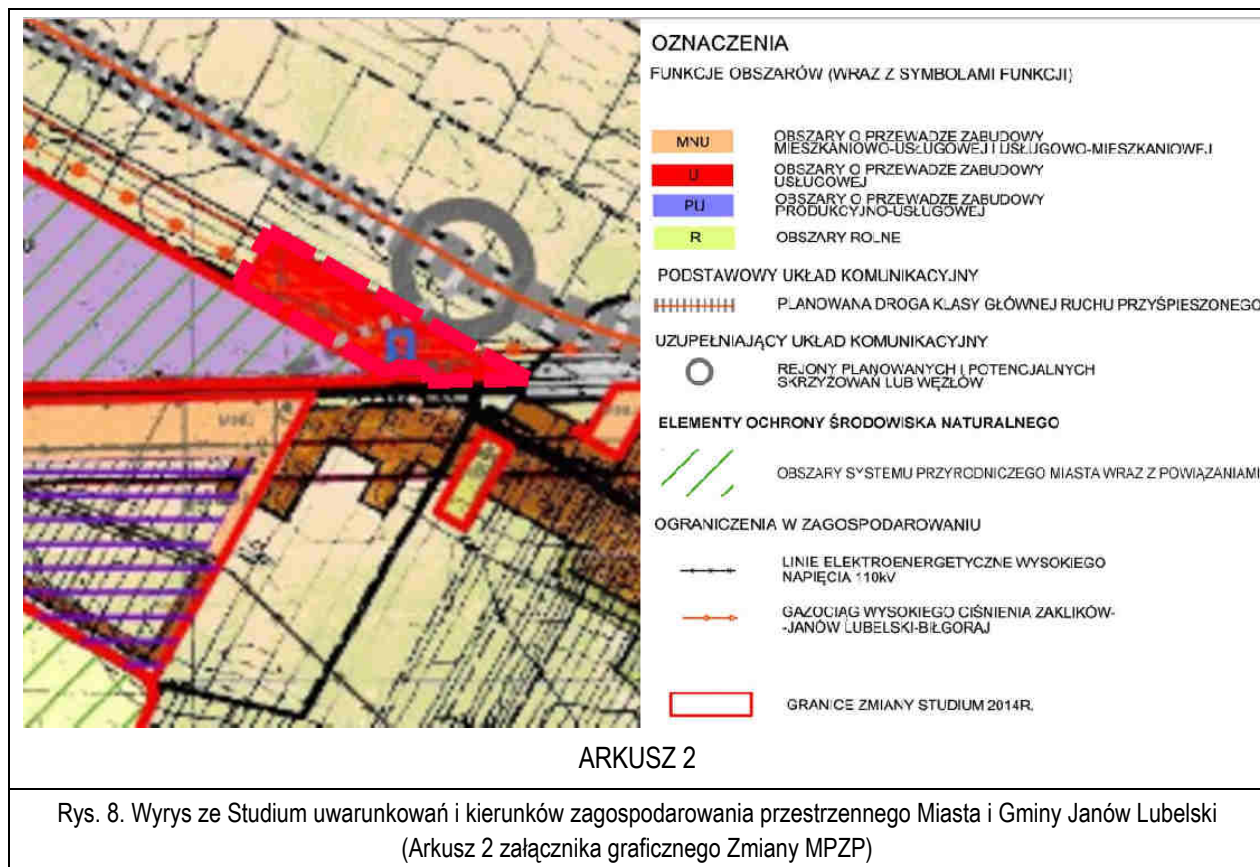 OZNACZENIA
FUNKCJE OBSZARÓW (WRAZ Z SYMBOLAMI FUNKCJI)
MNU
OBSZARY O PRZEWADZE ZABUDOWY
MIESZKANIOWO-USŁUGOWEJ I USŁUGOWO-MIESZKANIOWEJ
U
OBSZARY O PRZEWADZE ZABUDOWY
USŁUGOWEJ
PU
OBSZARY O PRZEWADZE ZABUDOWY
PRODUKCYJNO-USŁUGOWEJ
R
OBSZARY ROLNE
PODSTAWOWY UKŁAD KOMUNIKACYJNY
PLANOWANA DROGA KLASY GŁÓWNEJ RUCHU PRZYŚPIESZONEGO
UZUPEŁNIAJĄCY UKŁAD KOMUNIKACYJNY
REJONY PLANOWANYCH I POTENCJALNYCH
SKRZYŻOWAŃ LUB WĘZŁÓW
ELEMENTY OCHRONY ŚRODOWISKA NATURALNEGO
OBSZARY SYSTEMU PRZYRODNICZEGO MIASTA WRAZ Z POWIĄZANIAMI
OGRANICZENIA W ZAGOSPODAROWANIU
LINIE ELEKTROENERGETYCZNE WYSOKIEGO
NAPIĘCIA 110kV
GAZOCIĄG WYSOKIEGO CIŚNIENIA ZAKLIKÓW-
-JANÓW LUBELSKI-BIŁGORAJ
GRANICE ZMIANY STUDIUM 2014R.
ARKUSZ 2
Rys. 8. Wyrys ze Studium uwarunkowań i kierunków zagospodarowania przestrzennego Miasta i Gminy Janów Lubelski
(Arkusz 2 załącznika graficznego Zmiany MPZP)